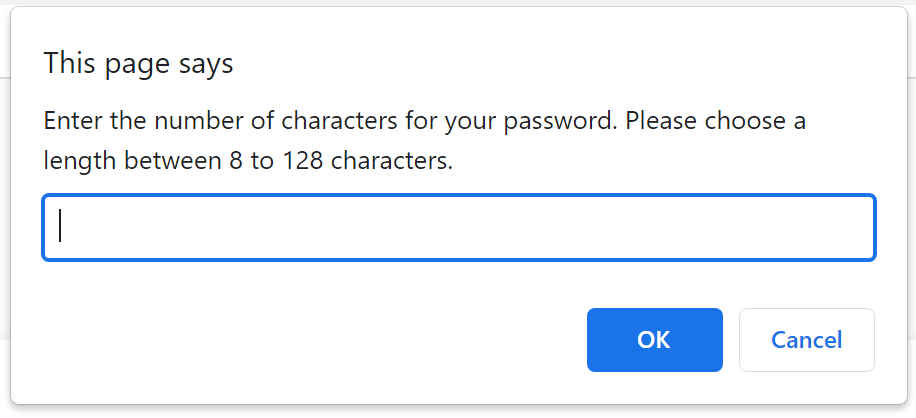 This page says
Enter the number of characters for your password. Please choose a
length between 8 to 128 characters.
OK
Cancel